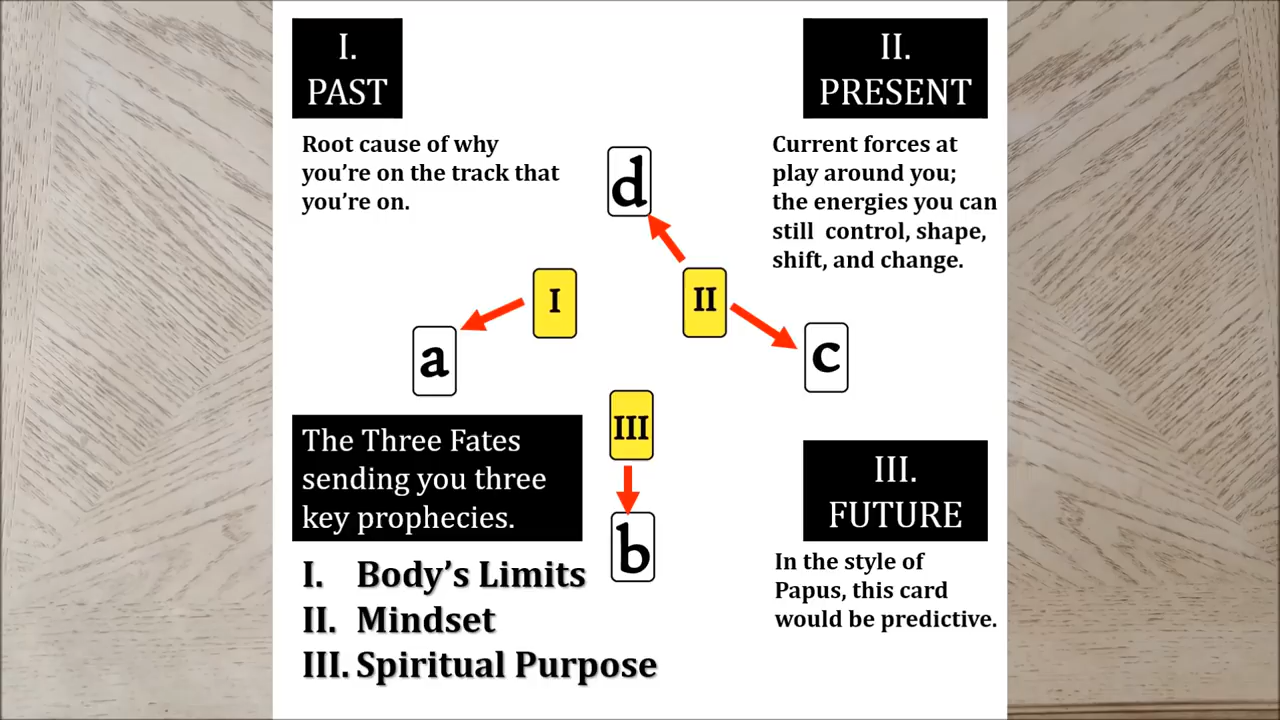 I.
PAST
Root cause of why
you're on the track that
you're on.
II.
PRESENT
Current forces at
play around you;
the energies you can
still control, shape,
shift, and change.
d
I
II
a
c
III
b
The Three Fates
sending you three
key prophecies.
I. Body's Limits
II. Mindset
III. Spiritual Purpose
III.
FUTURE
In the style of
Papus, this card
would be predictive.